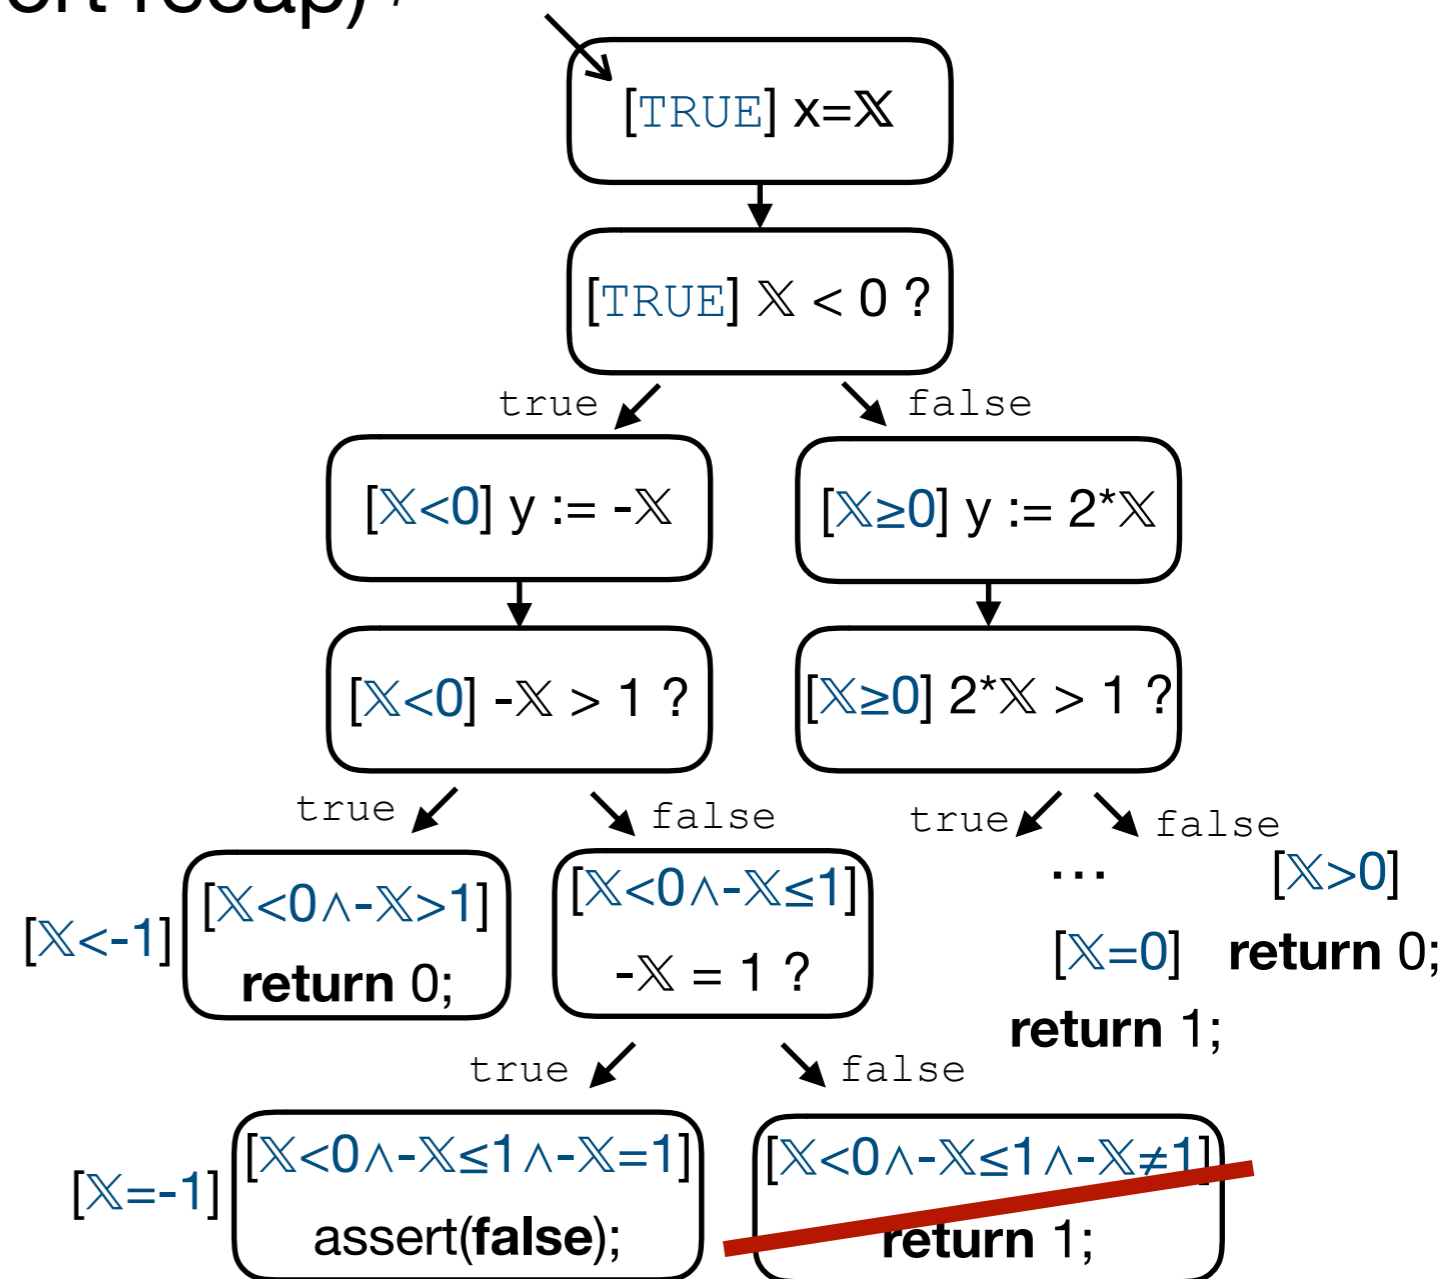 ort recap)
[TRUE] x=𝕏
[TRUE] 𝕏 < 0 ?
true false
[𝕏<0] y := -𝕏 [𝕏≥0] y := 2*𝕏
[𝕏<0] -𝕏 > 1 ? [𝕏≥0] 2*𝕏 > 1 ?
true false true false
[𝕏<-1] [𝕏<0∧-𝕏>1] [𝕏<0∧-𝕏≤1] … [𝕏>0]
return 0; -𝕏 = 1 ? [𝕏=0] return 0;
return 1;
true false
[𝕏=-1] [𝕏<0∧-𝕏≤1∧-𝕏=1] [𝕏<0∧-𝕏≤1∧-𝕏≠1]
assert(false); return 1;